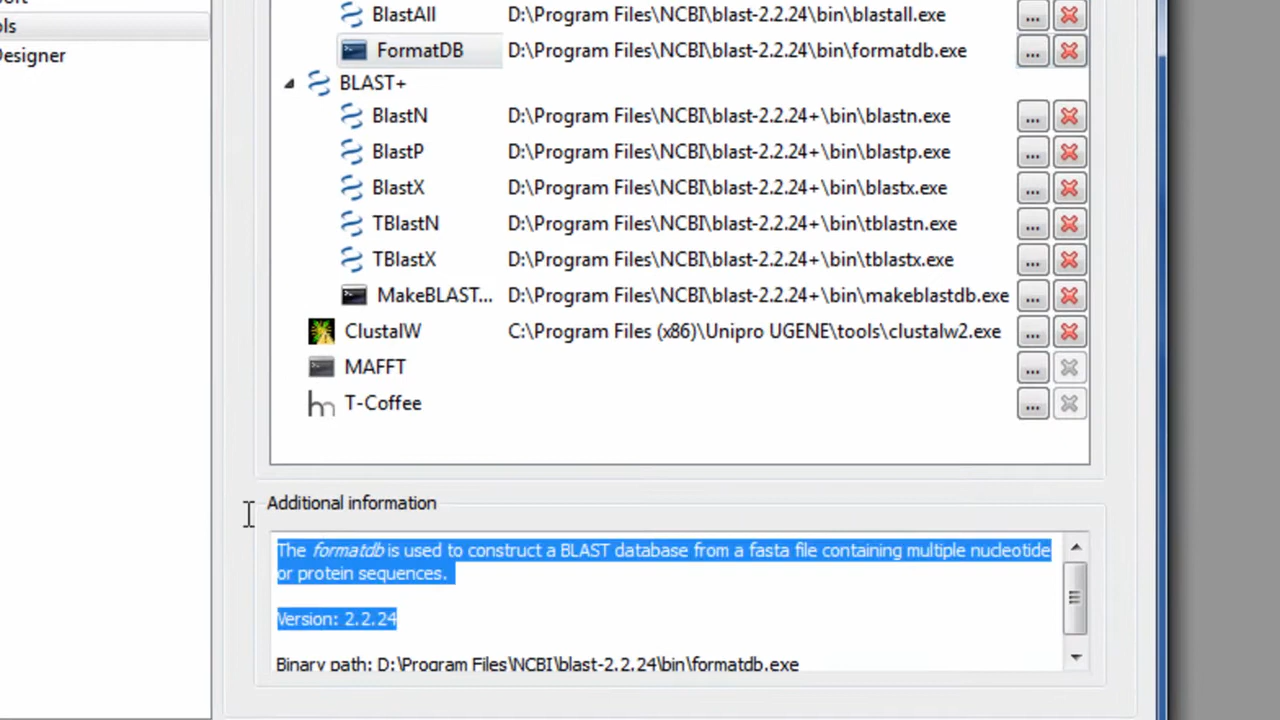 BlastAll D:\Program Files\NCBI\blast-2.2.24\bin\blastall.exe ...
ols
FormatDB D:\Program Files\NCBI\blast-2.2.24\bin\formatdb.exe ...
Designer
BLAST+
BlastN D:\Program Files\NCBI\blast-2.2.24+\bin\blastn.exe ...
BlastP D:\Program Files\NCBI\blast-2.2.24+\bin\blastp.exe ...
BlastX D:\Program Files\NCBI\blast-2.2.24+\bin\blastx.exe ...
TBlastN D:\Program Files\NCBI\blast-2.2.24+\bin\tblastn.exe ...
TBlastX D:\Program Files\NCBI\blast-2.2.24+\bin\tblastx.exe ...
MakeBLAST... D:\Program Files\NCBI\blast-2.2.24+\bin\makeblastdb.exe ...
ClustalW C:\Program Files (x86)\Unipro UGENE\tools\clustalw2.exe ...
MAFFT ...
T-Coffee ...
Additional information
The formatdb is used to construct a BLAST database from a fasta file containing multiple nucleotide
or protein sequences.
Version: 2.2.24
Binary path: D:\Program Files\NCBI\blast-2.2.24\bin\formatdb.exe